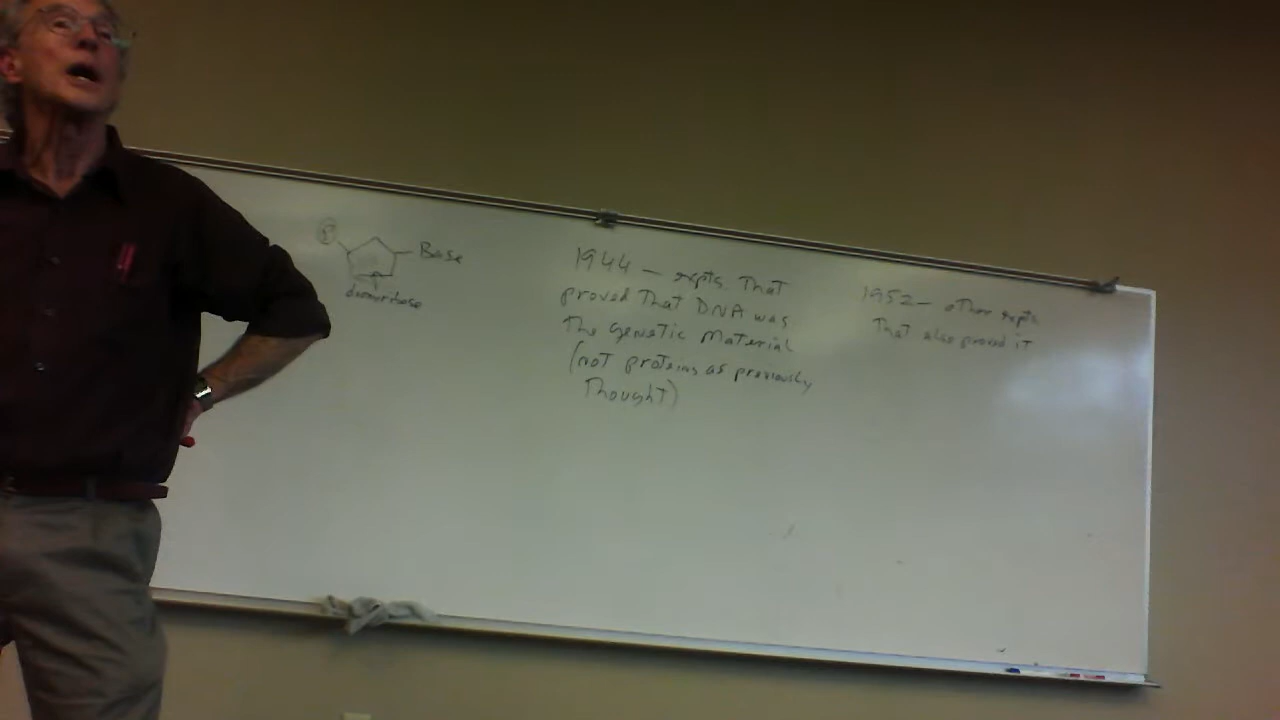 P
Base
deoxyribose
1944 - expts. That
proved That DNA was
The genetic Material
(not proteins as previously
Thought)
1952 - other expts
That also proved it